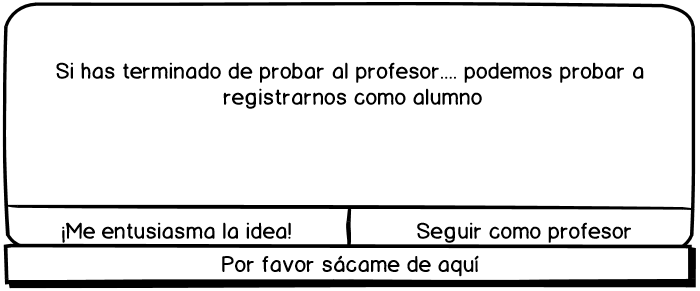 Si has terminado de probar al profesor.... podemos probar a
registrarnos como alumno
¡Me entusiasma la idea!
Seguir como profesor
Por favor sácame de aquí